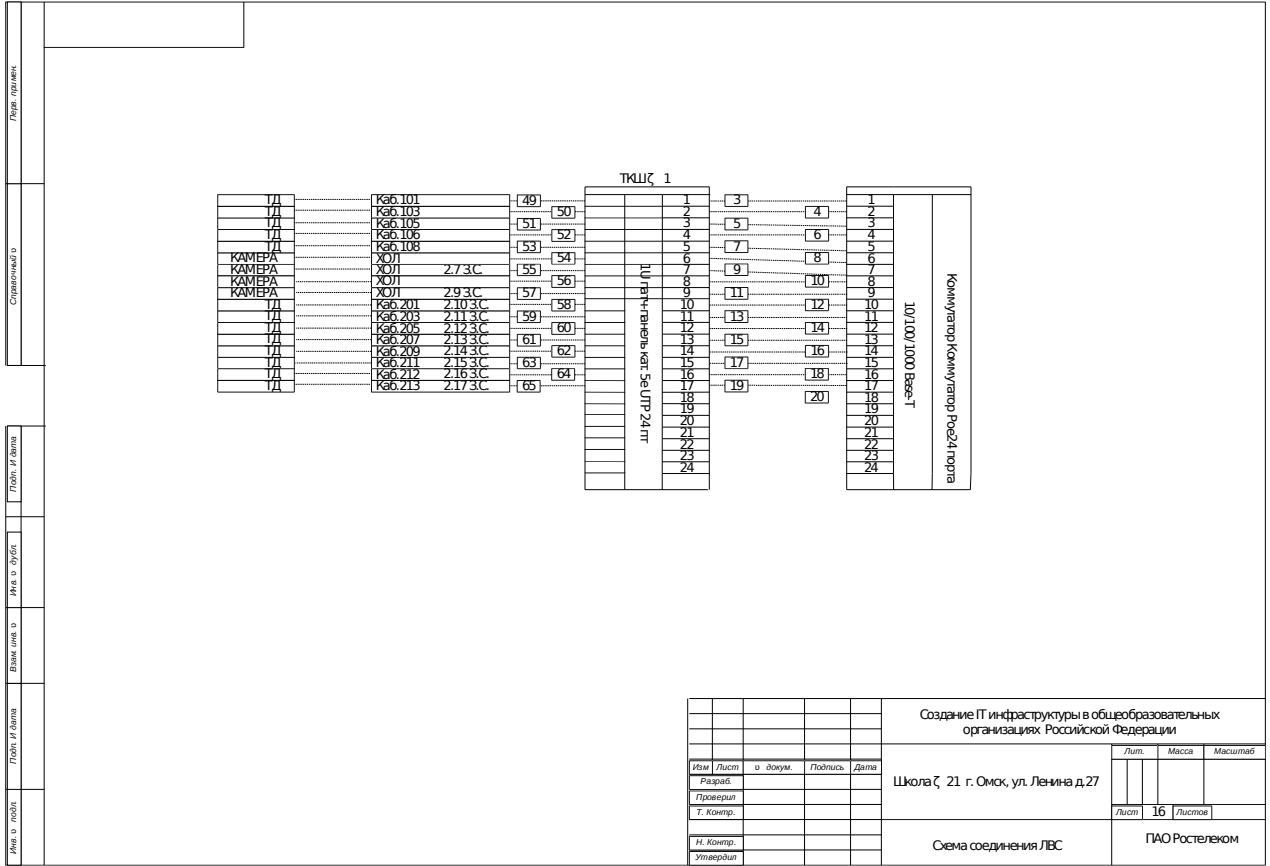 Перв. примен.
Справочный υ
Подп. И дата
Инв. υ дубл.
Взам. инв. υ
Подп. И дата
Инв. υ подл.
ТКШζ 1
ТД Каб.101 49 1 3 1
ТД Каб.103 50 2 4 2
ТД Каб.105 51 3 5 3
ТД Каб.106 52 4 6 4
ТД Каб.108 53 5 7 5
КАМЕРА ХОЛ 54 6 8 6
КАМЕРА ХОЛ 2.7 З.С. 55 7 9 7
КАМЕРА ХОЛ 56 8 10 8
КАМЕРА ХОЛ 2.9 З.С. 57 9 11 9
ТД Каб.201 2.10 З.С. 58 10 12 10
ТД Каб.203 2.11 З.С. 59 11 13 11
ТД Каб.205 2.12 З.С. 60 12 14 12
ТД Каб.207 2.13 З.С. 61 13 15 13
ТД Каб.209 2.14 З.С. 62 14 16 14
ТД Каб.211 2.15 З.С. 63 15 17 15
ТД Каб.212 2.16 З.С. 64 16 18 16
ТД Каб.213 2.17 З.С. 65 17 19 17
18 20 18
19 19
20 20
21 21
22 22
23 23
24 24
1U патч-панель кат. 5е UTP 24 пт
10/100/1000 Base-T
Коммутатор Коммутатор Рое24 порта
Создание IT инфраструктуры в общеобразовательных
организациях Российской Федерации
Изм Лист υ докум. Подпись Дата
Разраб.
Проверил
Т. Контр.
Н. Контр.
Утвердил
Школа ζ 21 г. Омск, ул. Ленина д.27
Лит. Масса Масштаб
Лист 16 Листов
Схема соединения ЛВС
ПАО Ростелеком